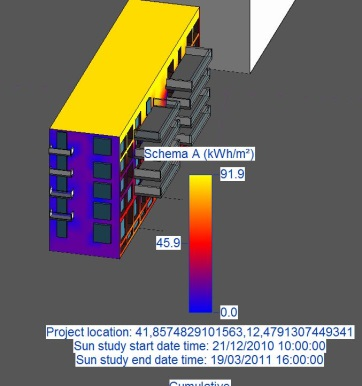 Schema A (kWh/m²)
91.9
45.9
0.0
Project location: 41,8574829101563,12,4791307449341
Sun study start date time: 21/12/2010 10:00:00
Sun study end date time: 19/03/2011 16:00:00
Cumulative